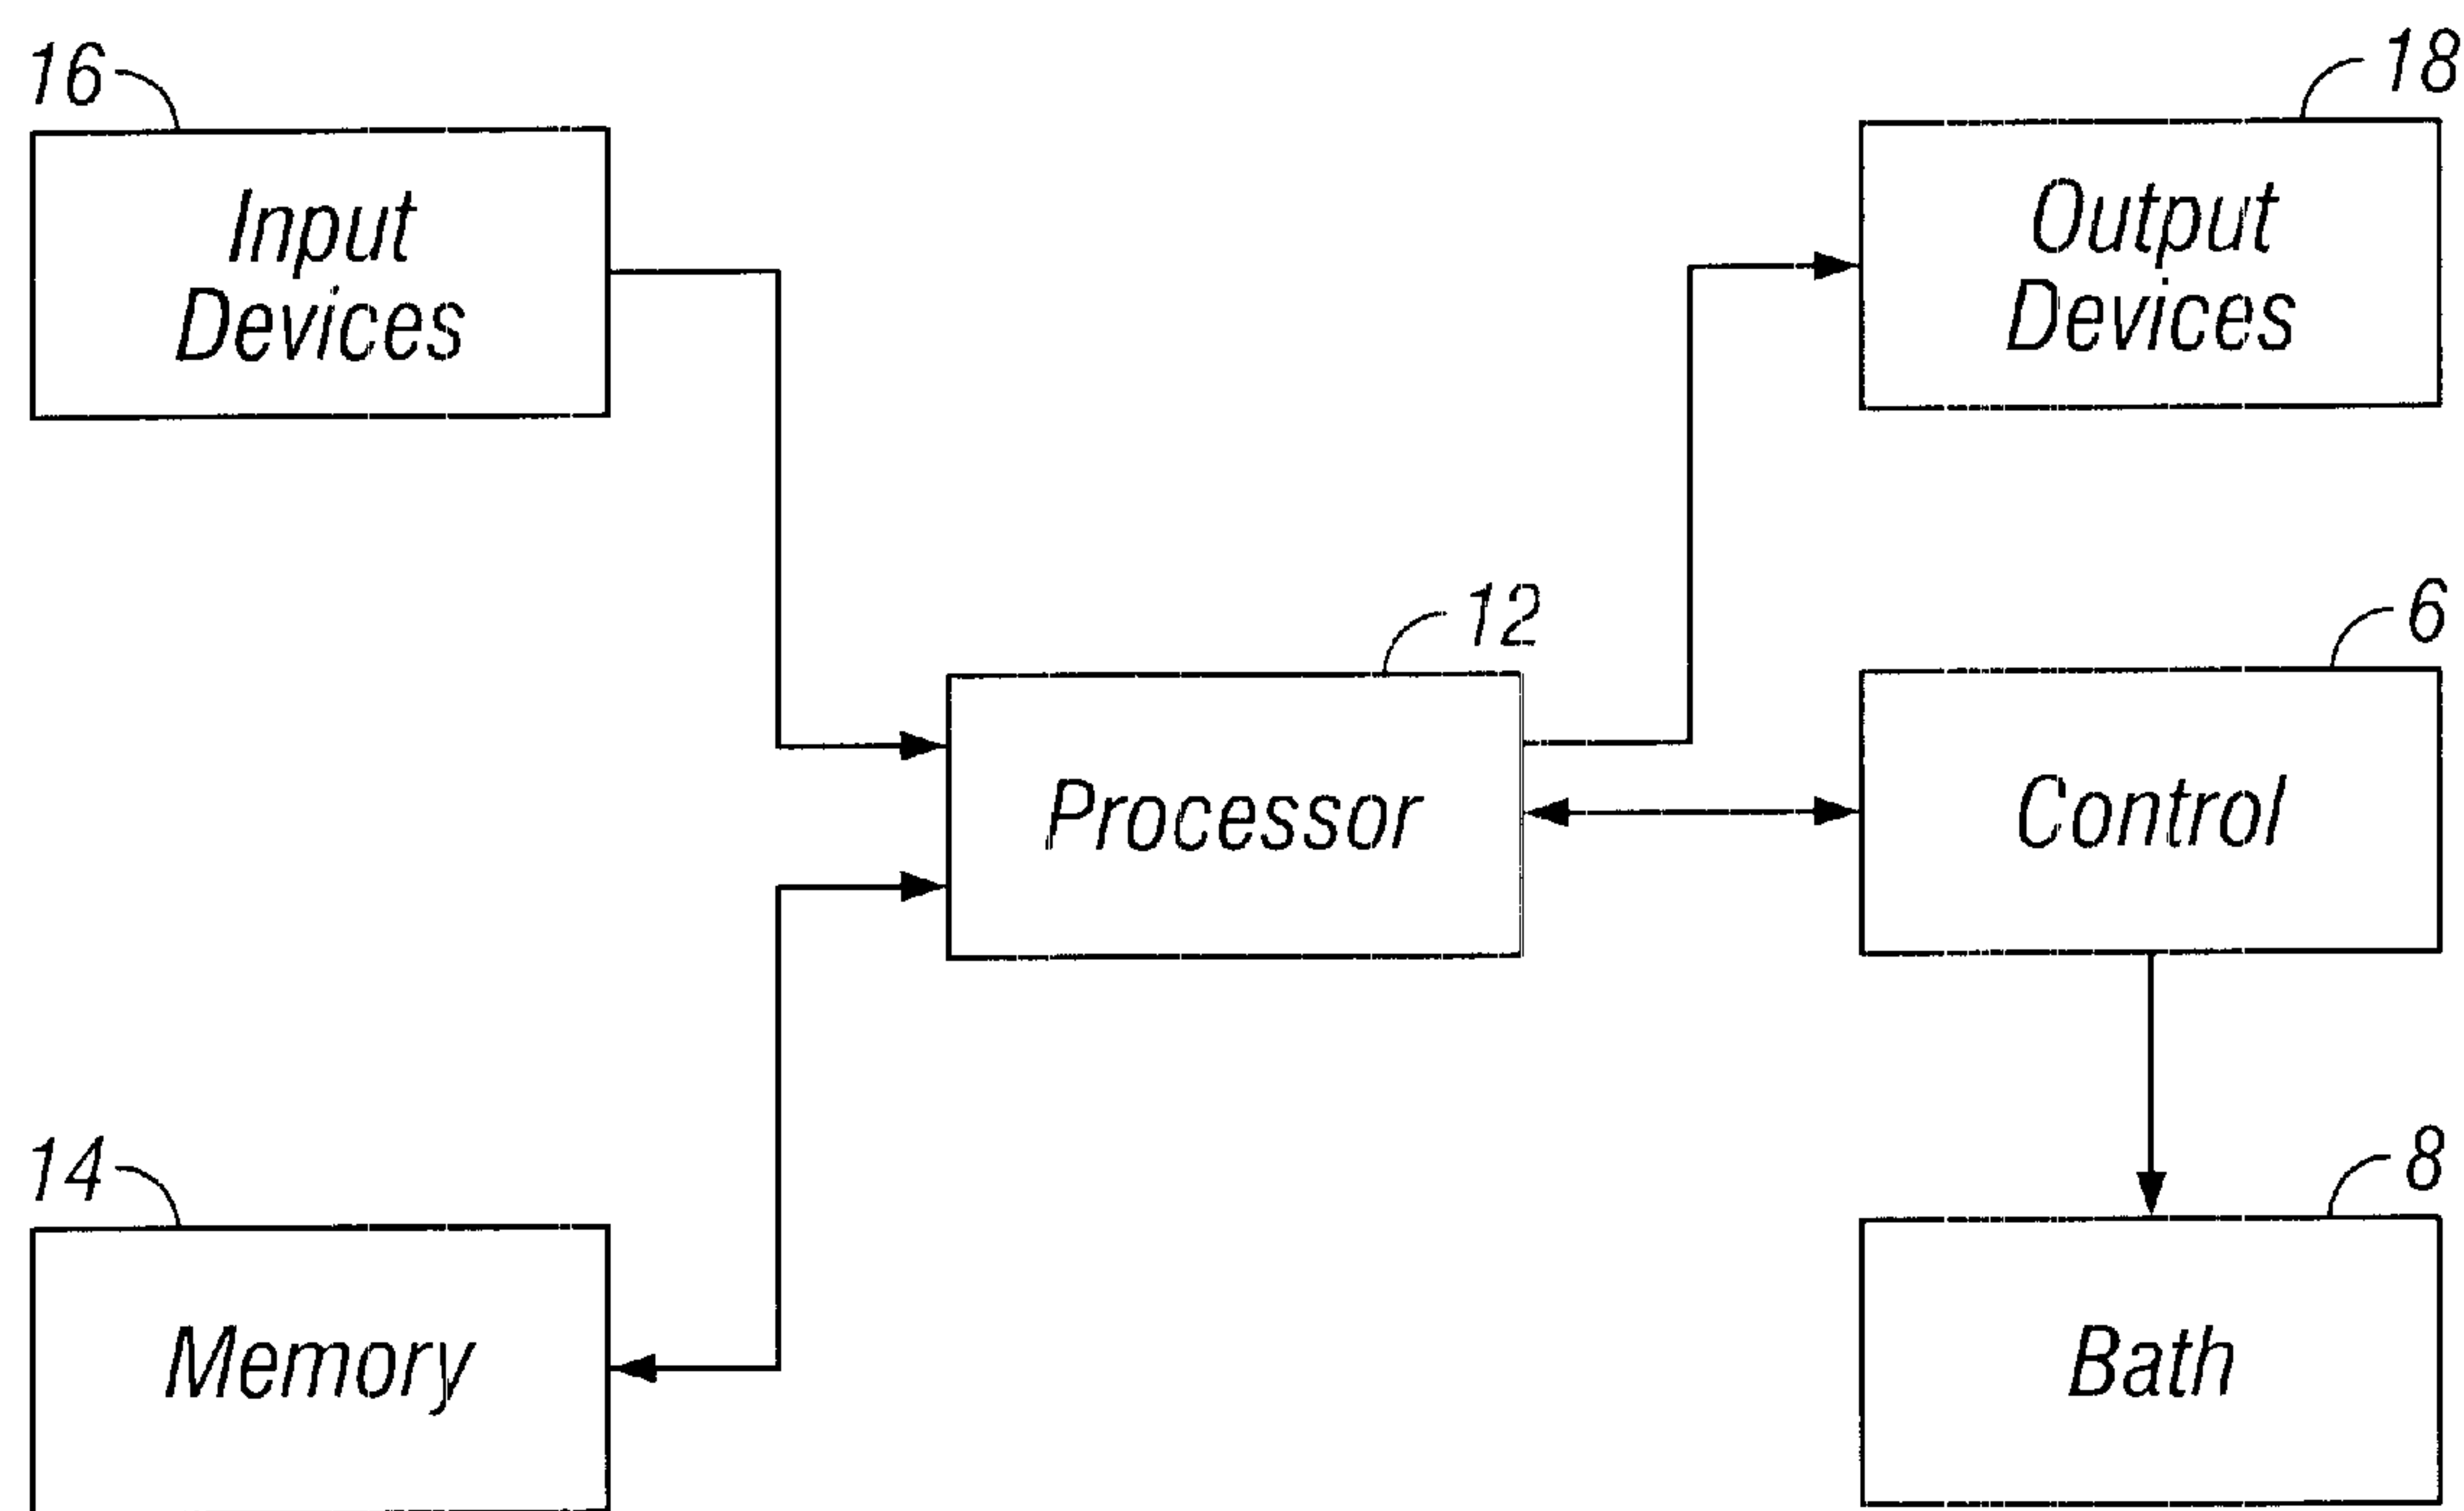 16
Input
Devices
18
Output
Devices
12
Processor
6
Control
14
Memory
8
Bath